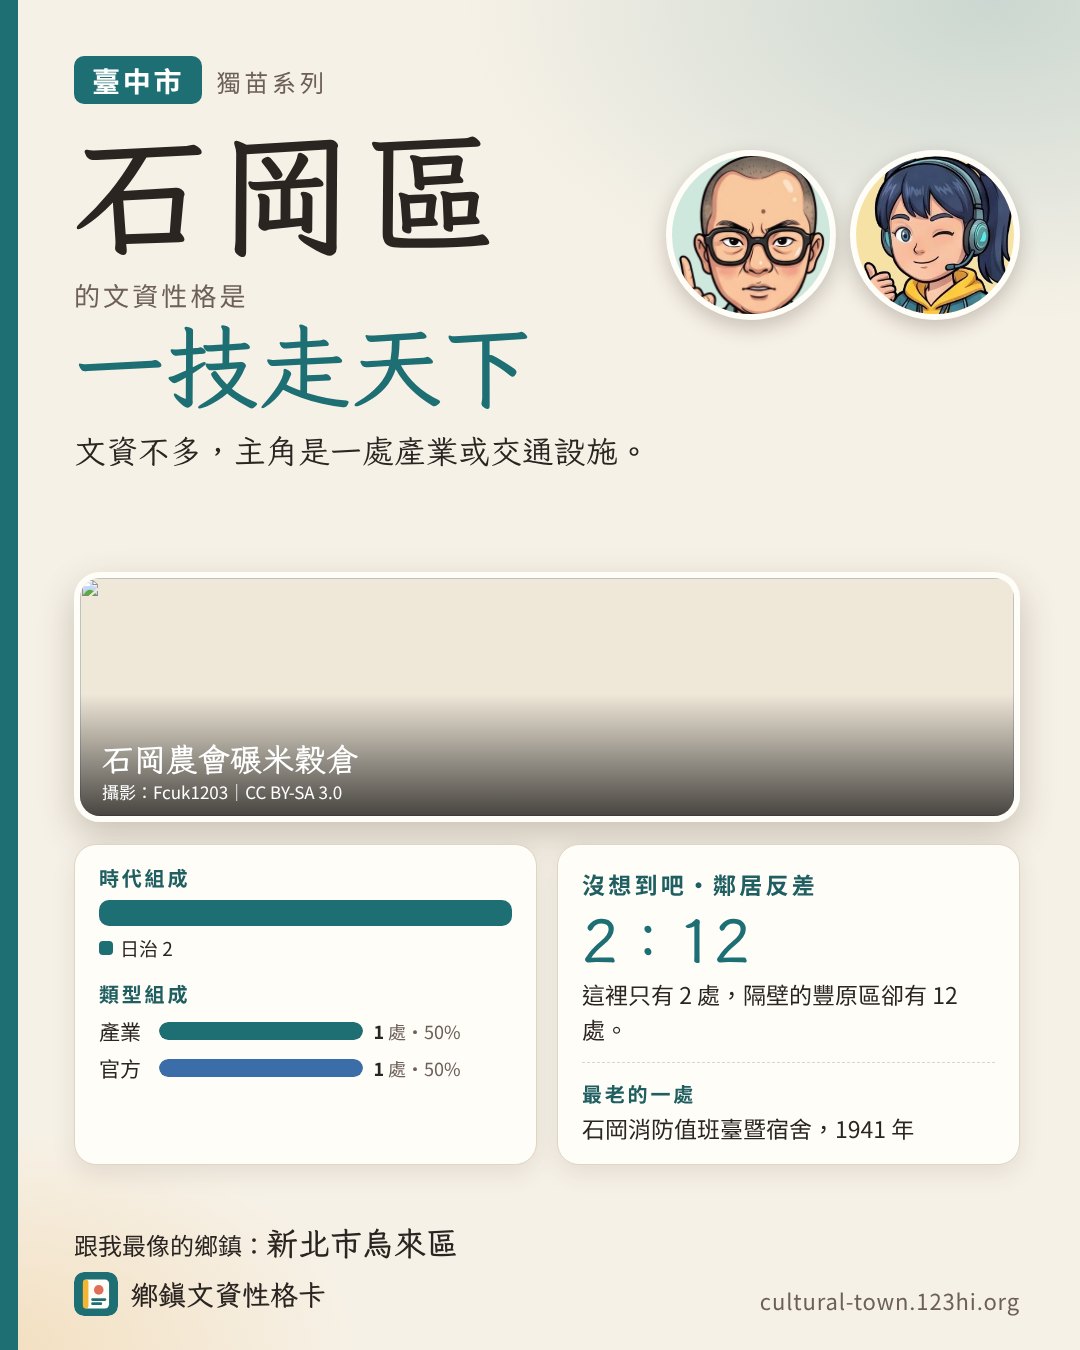 臺中市 獨苗系列
石岡區
的文資性格是
一技走天下
文資不多，主角是一處產業或交通設施。
石岡農會碾米穀倉
攝影：Fcuk1203｜CC BY-SA 3.0
時代組成
日治 2
類型組成
產業 1 處・50%
官方 1 處・50%
沒想到吧・鄰居反差
2：12
這裡只有 2 處，隔壁的豐原區卻有 12
處。
最老的一處
石岡消防值班臺暨宿舍，1941 年
跟我最像的鄉鎮：新北市烏來區
鄉鎮文資性格卡
cultural-town.123hi.org